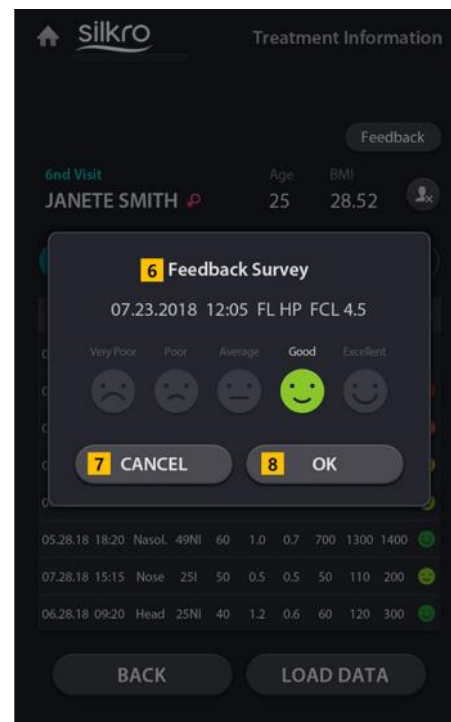 silkro
Treatment Information
Feedback
6nd Visit Age BMI
JANETE SMITH 25 28.52
6 Feedback Survey
07.23.2018 12:05 FL HP FCL 4.5
Very Poor Poor Average Good Excellent
7 CANCEL 8 OK
05.28.18 18:20 Nasol. 49NI 60 1.0 0.7 700 1300 1400
07.28.18 15:15 Nose 25I 50 0.5 0.5 50 110 200
06.28.18 09:20 Head 25NI 40 1.2 0.6 60 120 300
BACK LOAD DATA